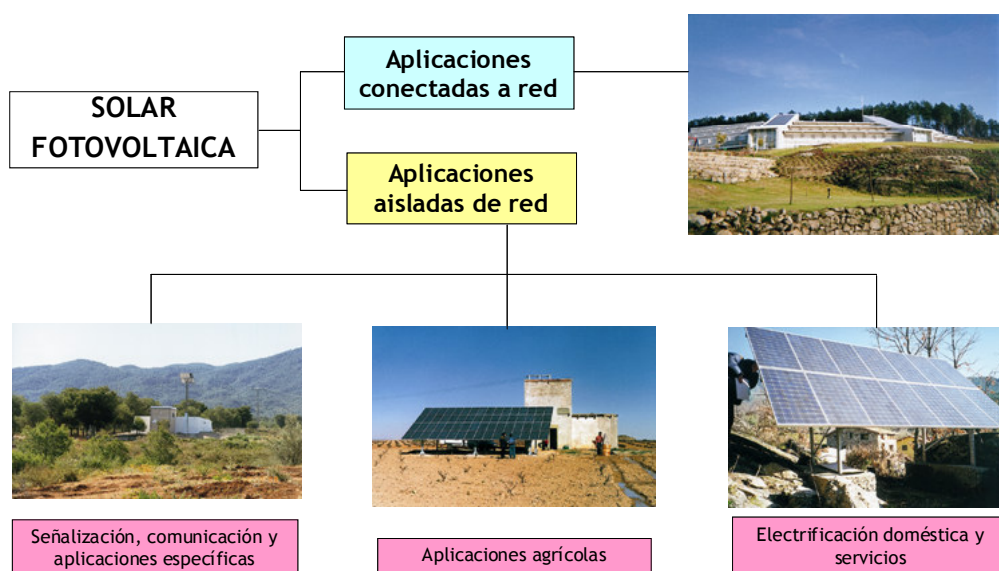 SOLAR
FOTOVOLTAICA
Aplicaciones
conectadas a red
Aplicaciones
aisladas de red
Señalización, comunicación y
aplicaciones específicas
Aplicaciones agrícolas
Electrificación doméstica y
servicios